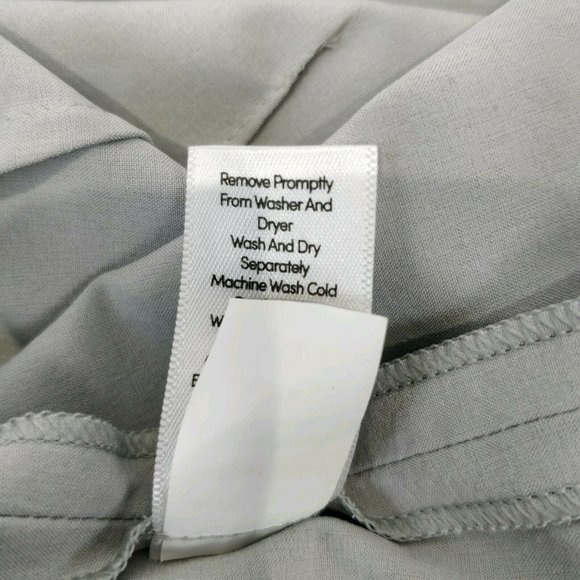 Remove Promptly
From Washer And
Dryer
Wash And Dry
Separately
Machine Wash Cold